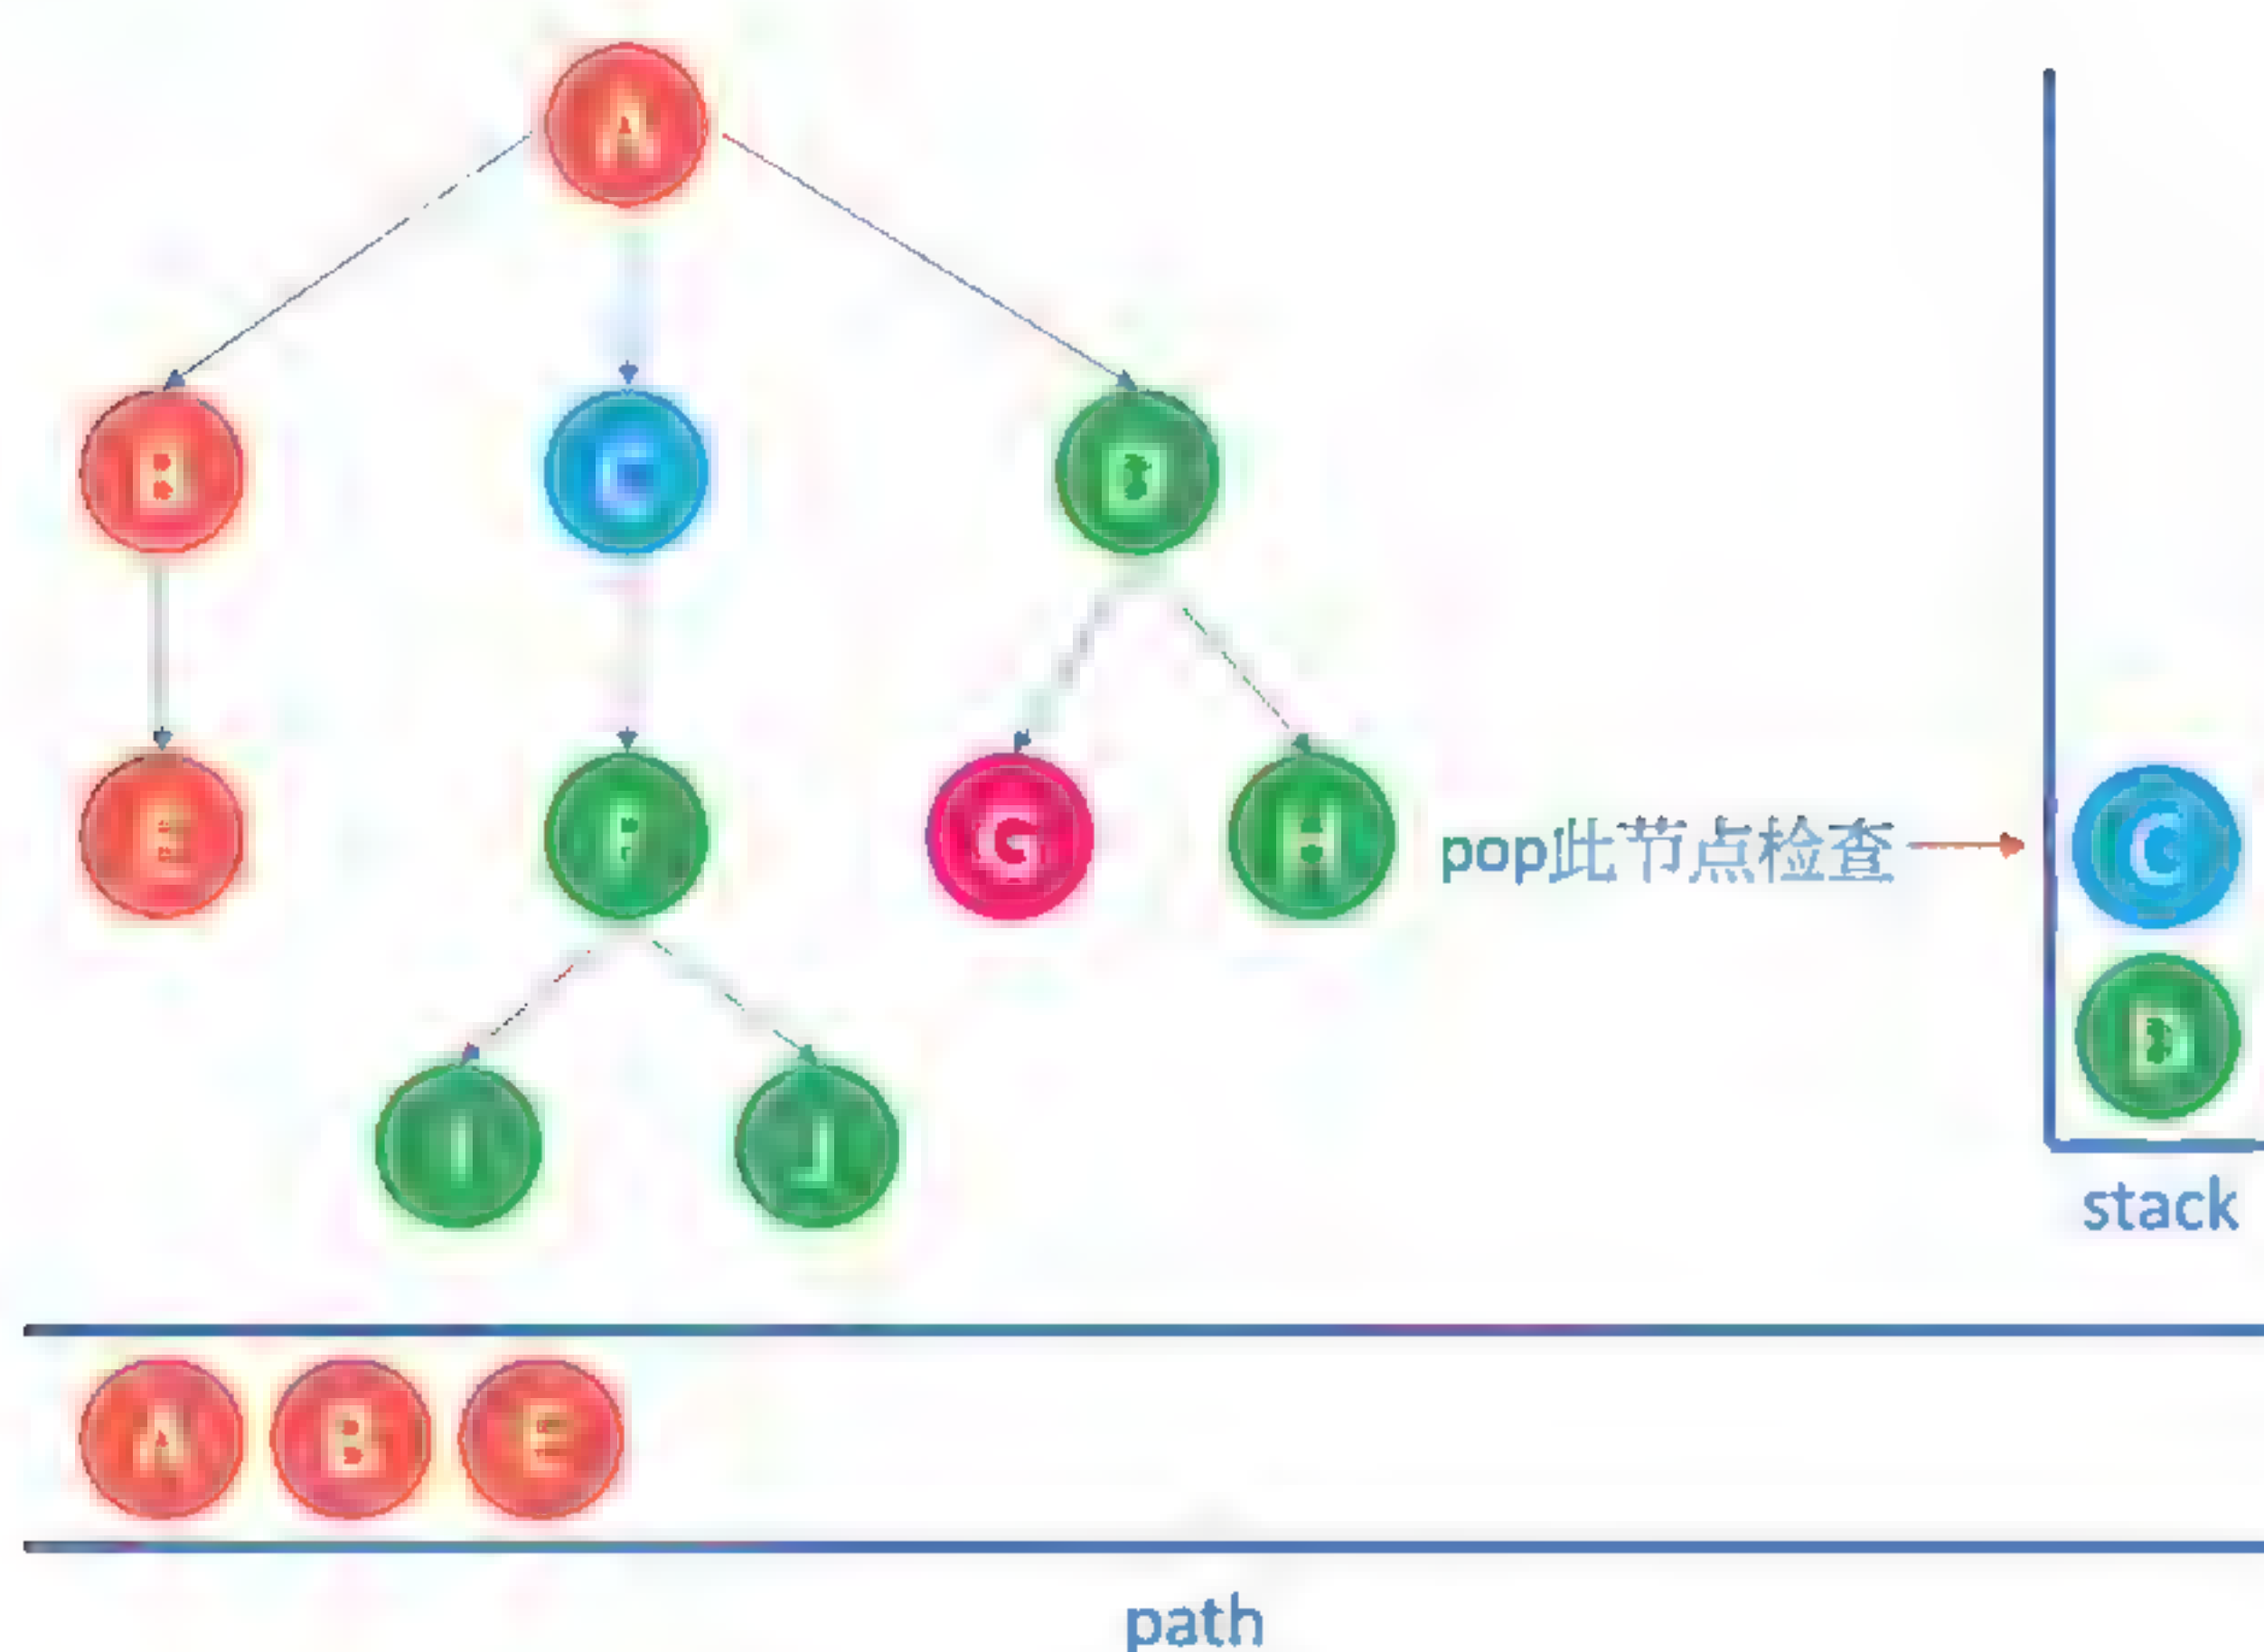 A
B C D
E F G H pop此节点检查 C
D
I J
stack
A B E
path